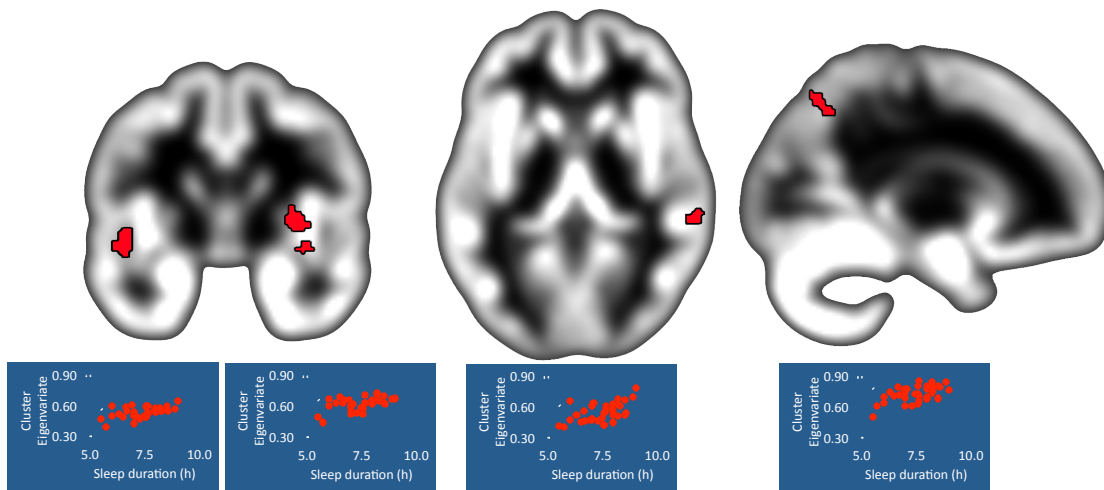 0.90
0.60
0.30
Cluster
Eigenvariate
5.0 7.5 10.0
Sleep duration (h)
0.90
0.60
0.30
Cluster
Eigenvariate
5.0 7.5 10.0
Sleep duration (h)
0.90
0.60
0.30
Cluster
Eigenvariate
5.0 7.5 10.0
Sleep duration (h)
0.90
0.60
0.30
Cluster
Eigenvariate
5.0 7.5 10.0
Sleep duration (h)